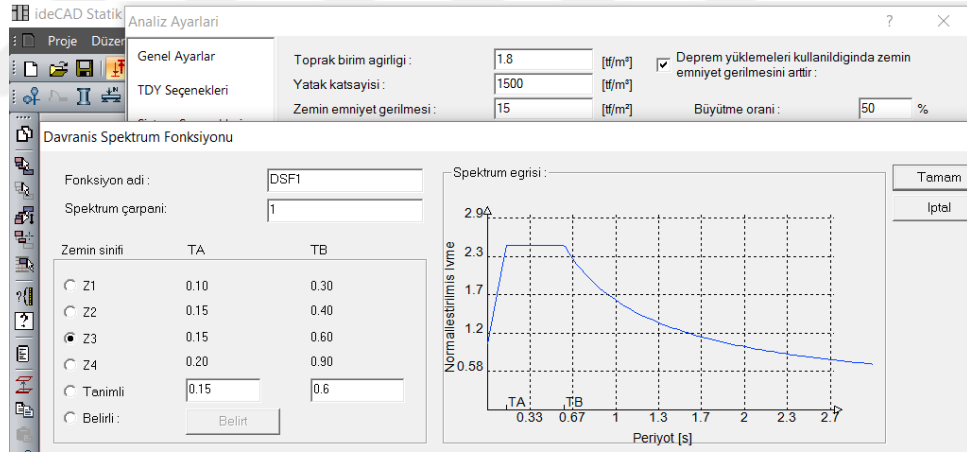 ideCAD Statik
Analiz Ayarlari
? ×
Proje Düzen
Genel Ayarlar
TDY Seçenekleri
Toprak birim agirligi : 1.8 [tf/m³]
Yatak katsayisi : 1500 [tf/m³]
Zemin emniyet gerilmesi : 15 [tf/m²]
Deprem yüklemeleri kullanildiginda zemin
emniyet gerilmesini arttir :
Büyütme orani : 50 %
Davranis Spektrum Fonksiyonu
Fonksiyon adi : DSF1
Spektrum çarpani: 1
Zemin sinifi TA TB
Z1 0.10 0.30
Z2 0.15 0.40
Z3 0.15 0.60
Z4 0.20 0.90
Tanimli 0.15 0.6
Belirli : Belirt
Spektrum egrisi :
Normallestirilmis Ivme
2.9
2.3
1.7
1.2
0.58
TA TB
0.33 0.67 1 1.3 1.7 2 2.3 2.7
Periyot [s]
Tamam
Iptal